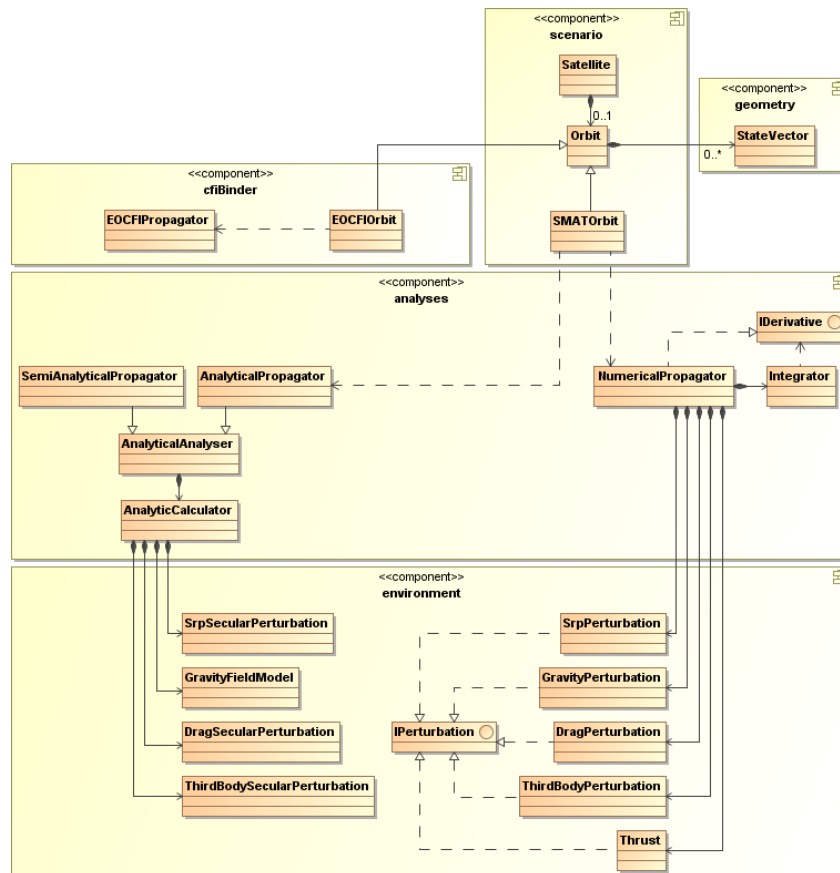 <<component>>
scenario
Satellite
0..1
Orbit
<<component>>
geometry
StateVector
0..*
<<component>>
cfiBinder
EOCFIPropagator
EOCFIOrbit
SMATOrbit
<<component>>
analyses
IDerivative
SemiAnalyticalPropagator
AnalyticalPropagator
NumericalPropagator
Integrator
AnalyticalAnalyser
AnalyticCalculator
<<component>>
environment
SrpSecularPerturbation
SrpPerturbation
GravityFieldModel
GravityPerturbation
DragSecularPerturbation
IPerturbation
DragPerturbation
ThirdBodySecularPerturbation
ThirdBodyPerturbation
Thrust